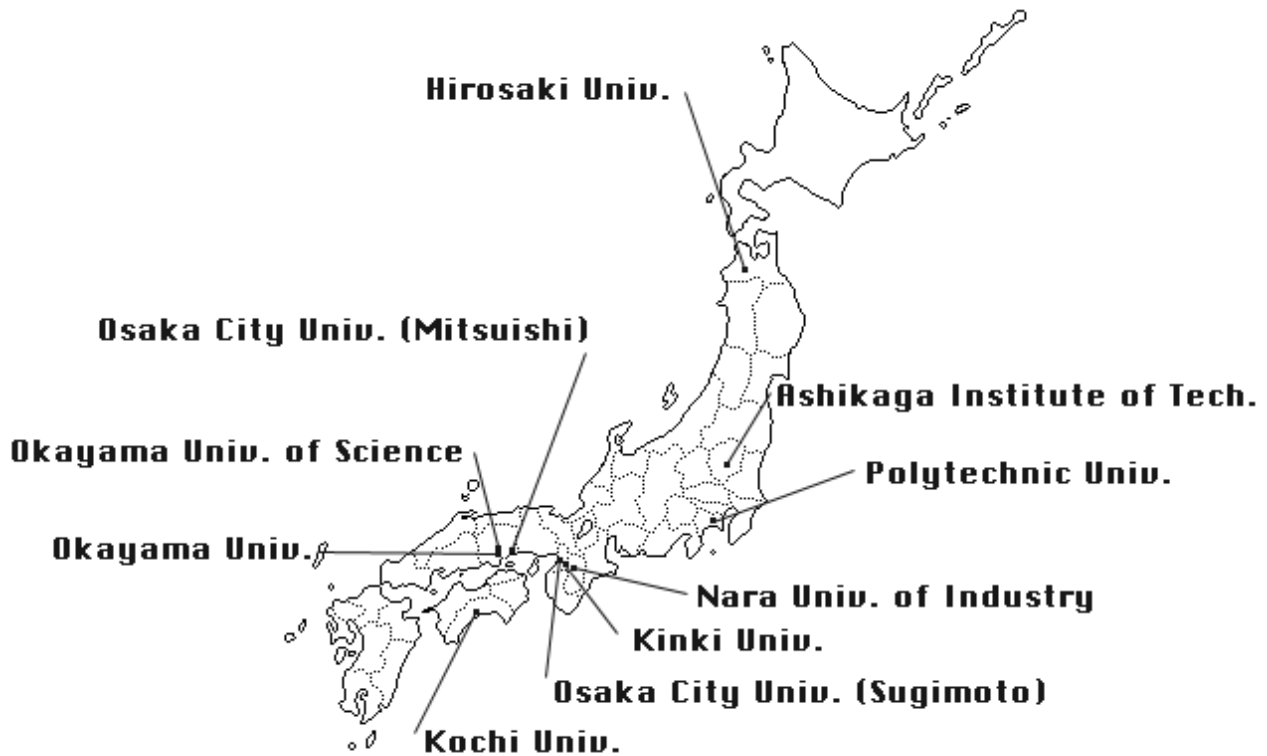 Hirosaki Univ.
Osaka City Univ. (Mitsuishi)
Ashikaga Institute of Tech.
Okayama Univ. of Science
Polytechnic Univ.
Okayama Univ.
Nara Univ. of Industry
Kinki Univ.
Osaka City Univ. (Sugimoto)
Kochi Univ.